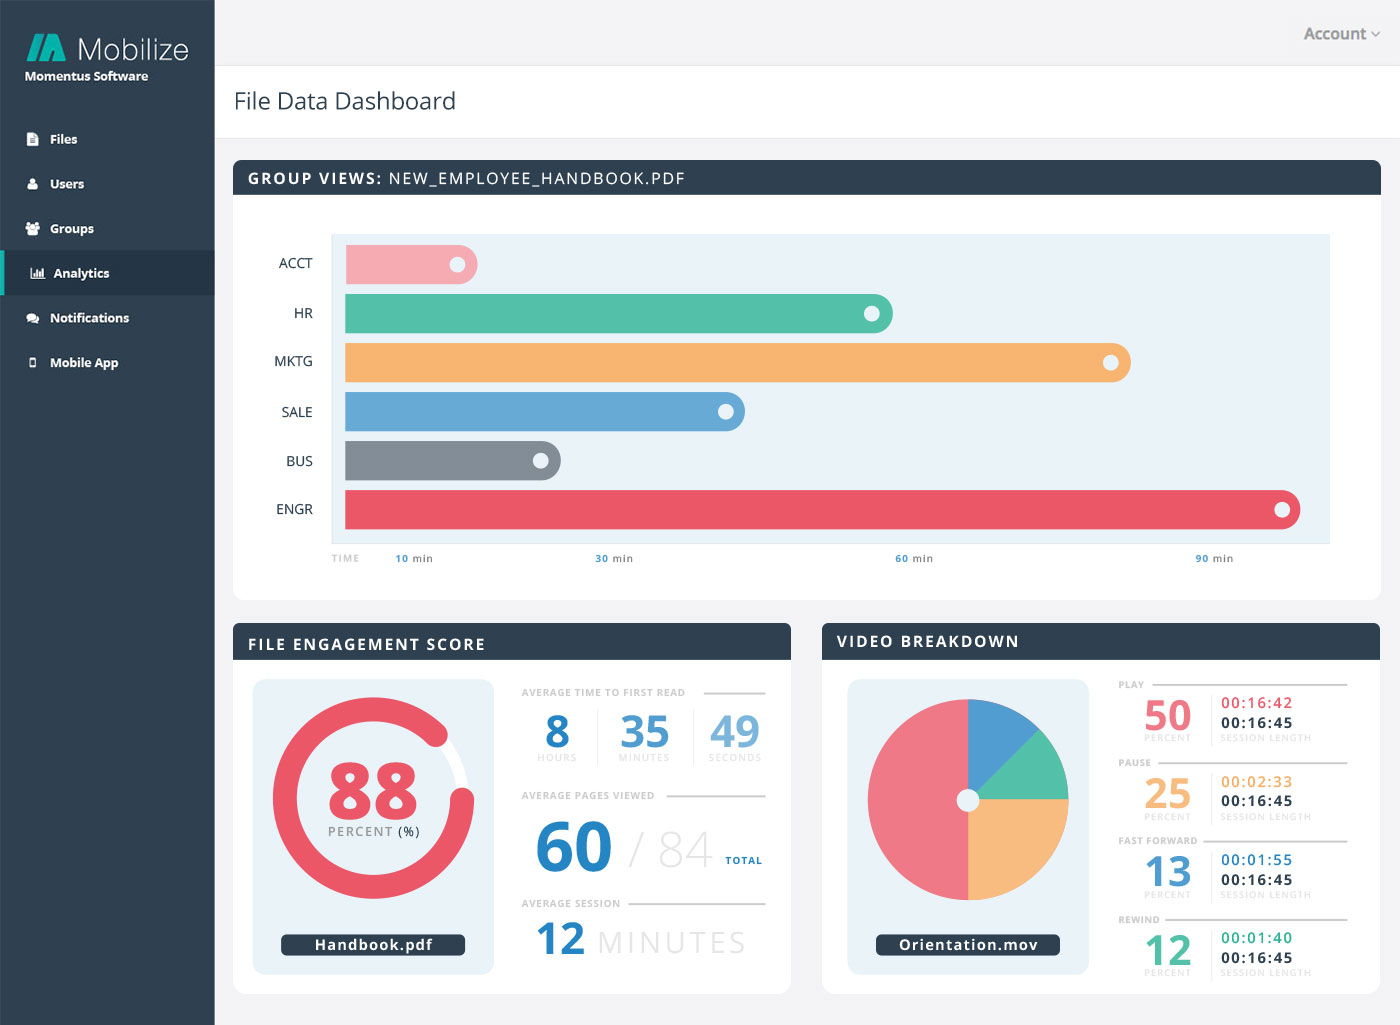 Mobilize
Momentus Software
Account
File Data Dashboard
Files
Users
Groups
Analytics
Notifications
Mobile App
GROUP VIEWS: NEW_EMPLOYEE_HANDBOOK.PDF
ACCT
HR
MKTG
SALE
BUS
ENGR
TIME 10 min 30 min 60 min 90 min
FILE ENGAGEMENT SCORE
88
PERCENT (%)
Handbook.pdf
AVERAGE TIME TO FIRST READ
8 35 49
HOURS MINUTES SECONDS
AVERAGE PAGES VIEWED
60 / 84 TOTAL
AVERAGE SESSION
12 MINUTES
VIDEO BREAKDOWN
Orientation.mov
PLAY
50 00:16:42
00:16:45
PERCENT SESSION LENGTH
PAUSE
25 00:02:33
00:16:45
PERCENT SESSION LENGTH
FAST FORWARD
13 00:01:55
00:16:45
PERCENT SESSION LENGTH
REWIND
12 00:01:40
00:16:45
PERCENT SESSION LENGTH